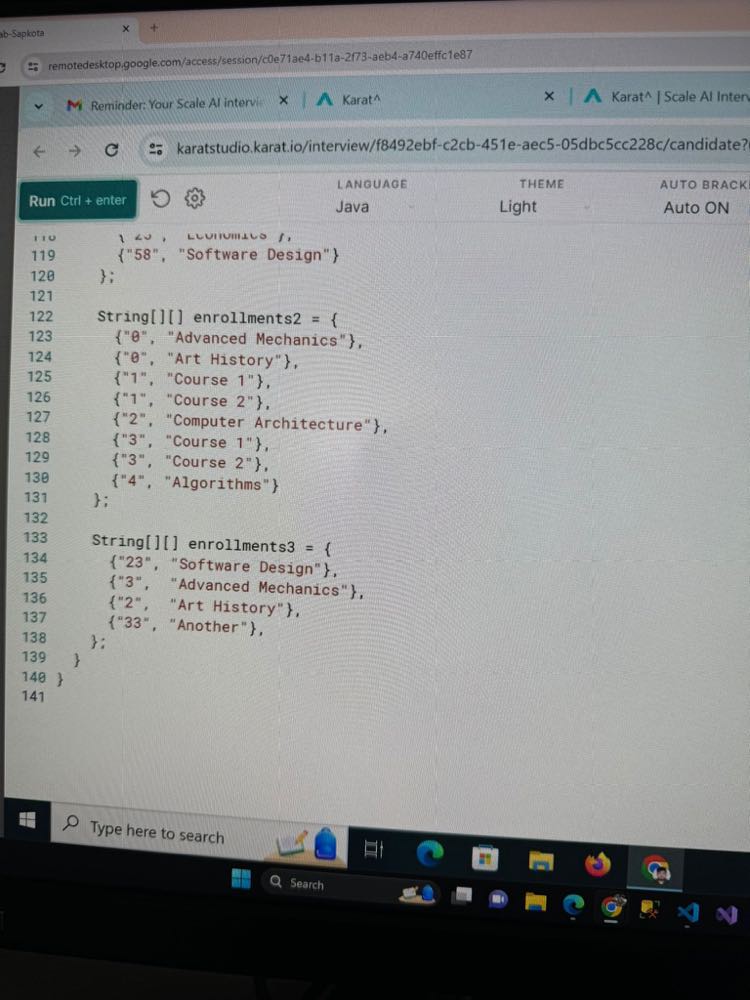 ab-Sapkota
remotedesktop.google.com/access/session/c0e71ae4-b11a-2f73-aeb4-a740effc1e87
Reminder: Your Scale AI intervi
Karat^
Karat^ | Scale AI Interv
karatstudio.karat.io/interview/f8492ebf-c2cb-451e-aec5-05dbc5cc228c/candidate?
Run Ctrl + enter
LANGUAGE
Java
THEME
Light
AUTO BRACK
Auto ON
118 {"23", "Economics"},
119 {"58", "Software Design"}
120 };
121
122 String[][] enrollments2 = {
123 {"0", "Advanced Mechanics"},
124 {"0", "Art History"},
125 {"1", "Course 1"},
126 {"1", "Course 2"},
127 {"2", "Computer Architecture"},
128 {"3", "Course 1"},
129 {"3", "Course 2"},
130 {"4", "Algorithms"}
131 };
132
133 String[][] enrollments3 = {
134 {"23", "Software Design"},
135 {"3", "Advanced Mechanics"},
136 {"2", "Art History"},
137 {"33", "Another"},
138 };
139 }
140 }
141
Type here to search
Search